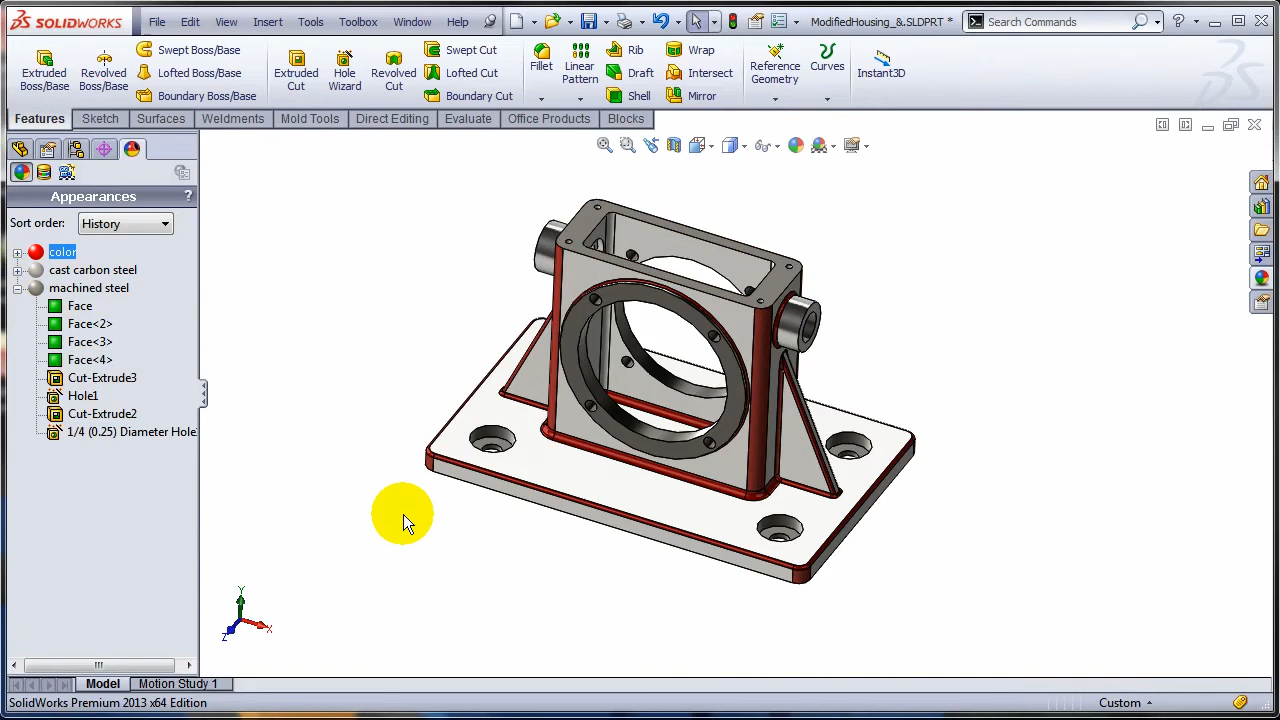 SOLIDWORKS File Edit View Insert Tools Toolbox Window Help ModifiedHousing_&.SLDPRT * Search Commands
Extruded Boss/Base
Revolved Boss/Base
Swept Boss/Base
Lofted Boss/Base
Boundary Boss/Base
Extruded Cut
Hole Wizard
Revolved Cut
Swept Cut
Lofted Cut
Boundary Cut
Fillet
Linear Pattern
Rib
Draft
Shell
Wrap
Intersect
Mirror
Reference Geometry
Curves
Instant3D
Features Sketch Surfaces Weldments Mold Tools Direct Editing Evaluate Office Products Blocks
Appearances ?
Sort order: History
color
cast carbon steel
machined steel
Face
Face<2>
Face<3>
Face<4>
Cut-Extrude3
Hole1
Cut-Extrude2
1/4 (0.25) Diameter Hole
Y
X
Z
Model Motion Study 1
SolidWorks Premium 2013 x64 Edition Custom